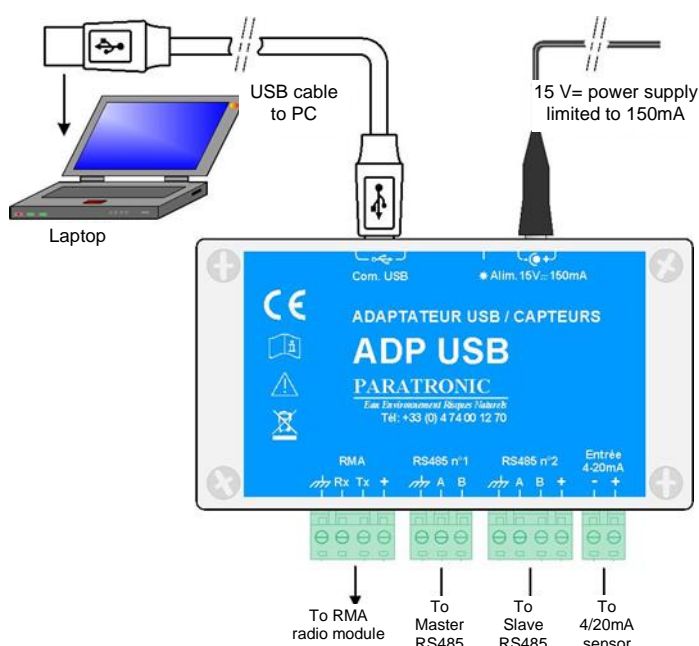 USB cable
to PC
15 V= power supply
limited to 150mA
Laptop
Com. USB
✷ Alim. 15V⎓ 150mA
CE
ADAPTATEUR USB / CAPTEURS
ADP USB
PARATRONIC
Eau Environnement Risques Naturels
Tél: +33 (0) 4 74 00 12 70
RMA RS485 n°1 RS485 n°2 Entrée
4-20mA
Rx Tx + A B A B + - +
To RMA
radio module
To
Master
RS485
To
Slave
RS485
To
4/20mA
sensor